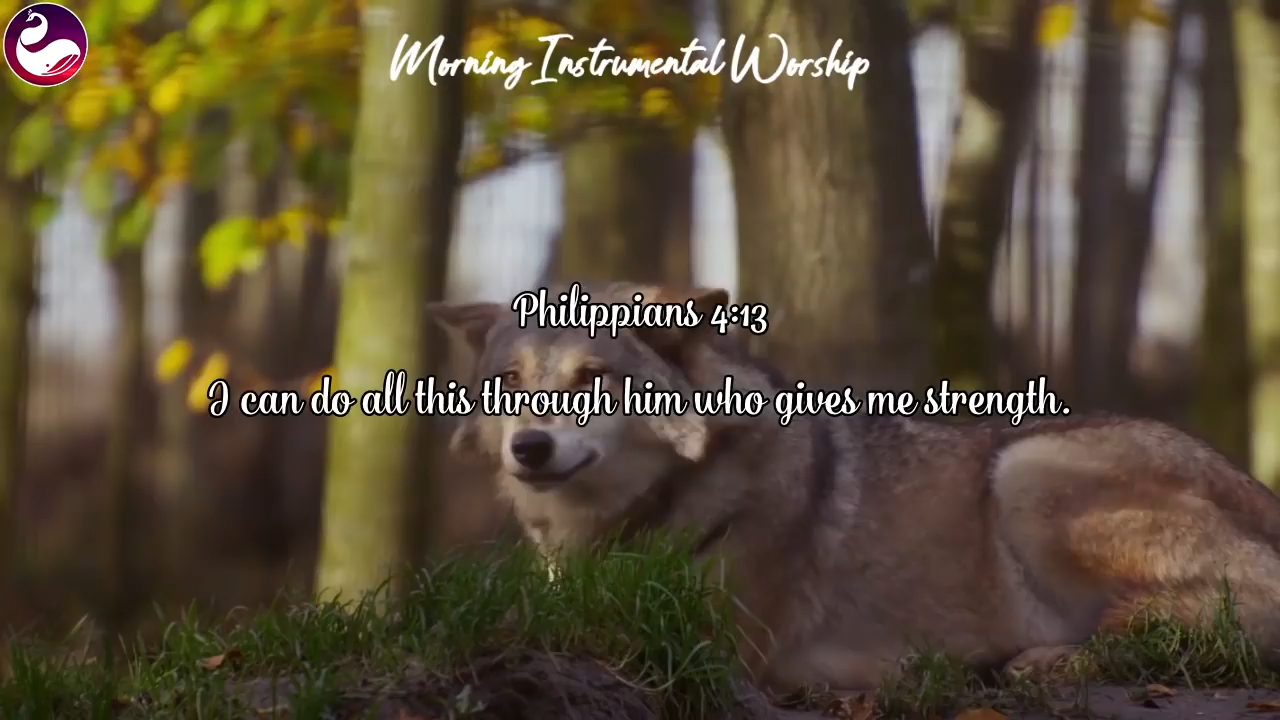 Morning Instrumental Worship
Philippians 4:13
I can do all this through him who gives me strength.